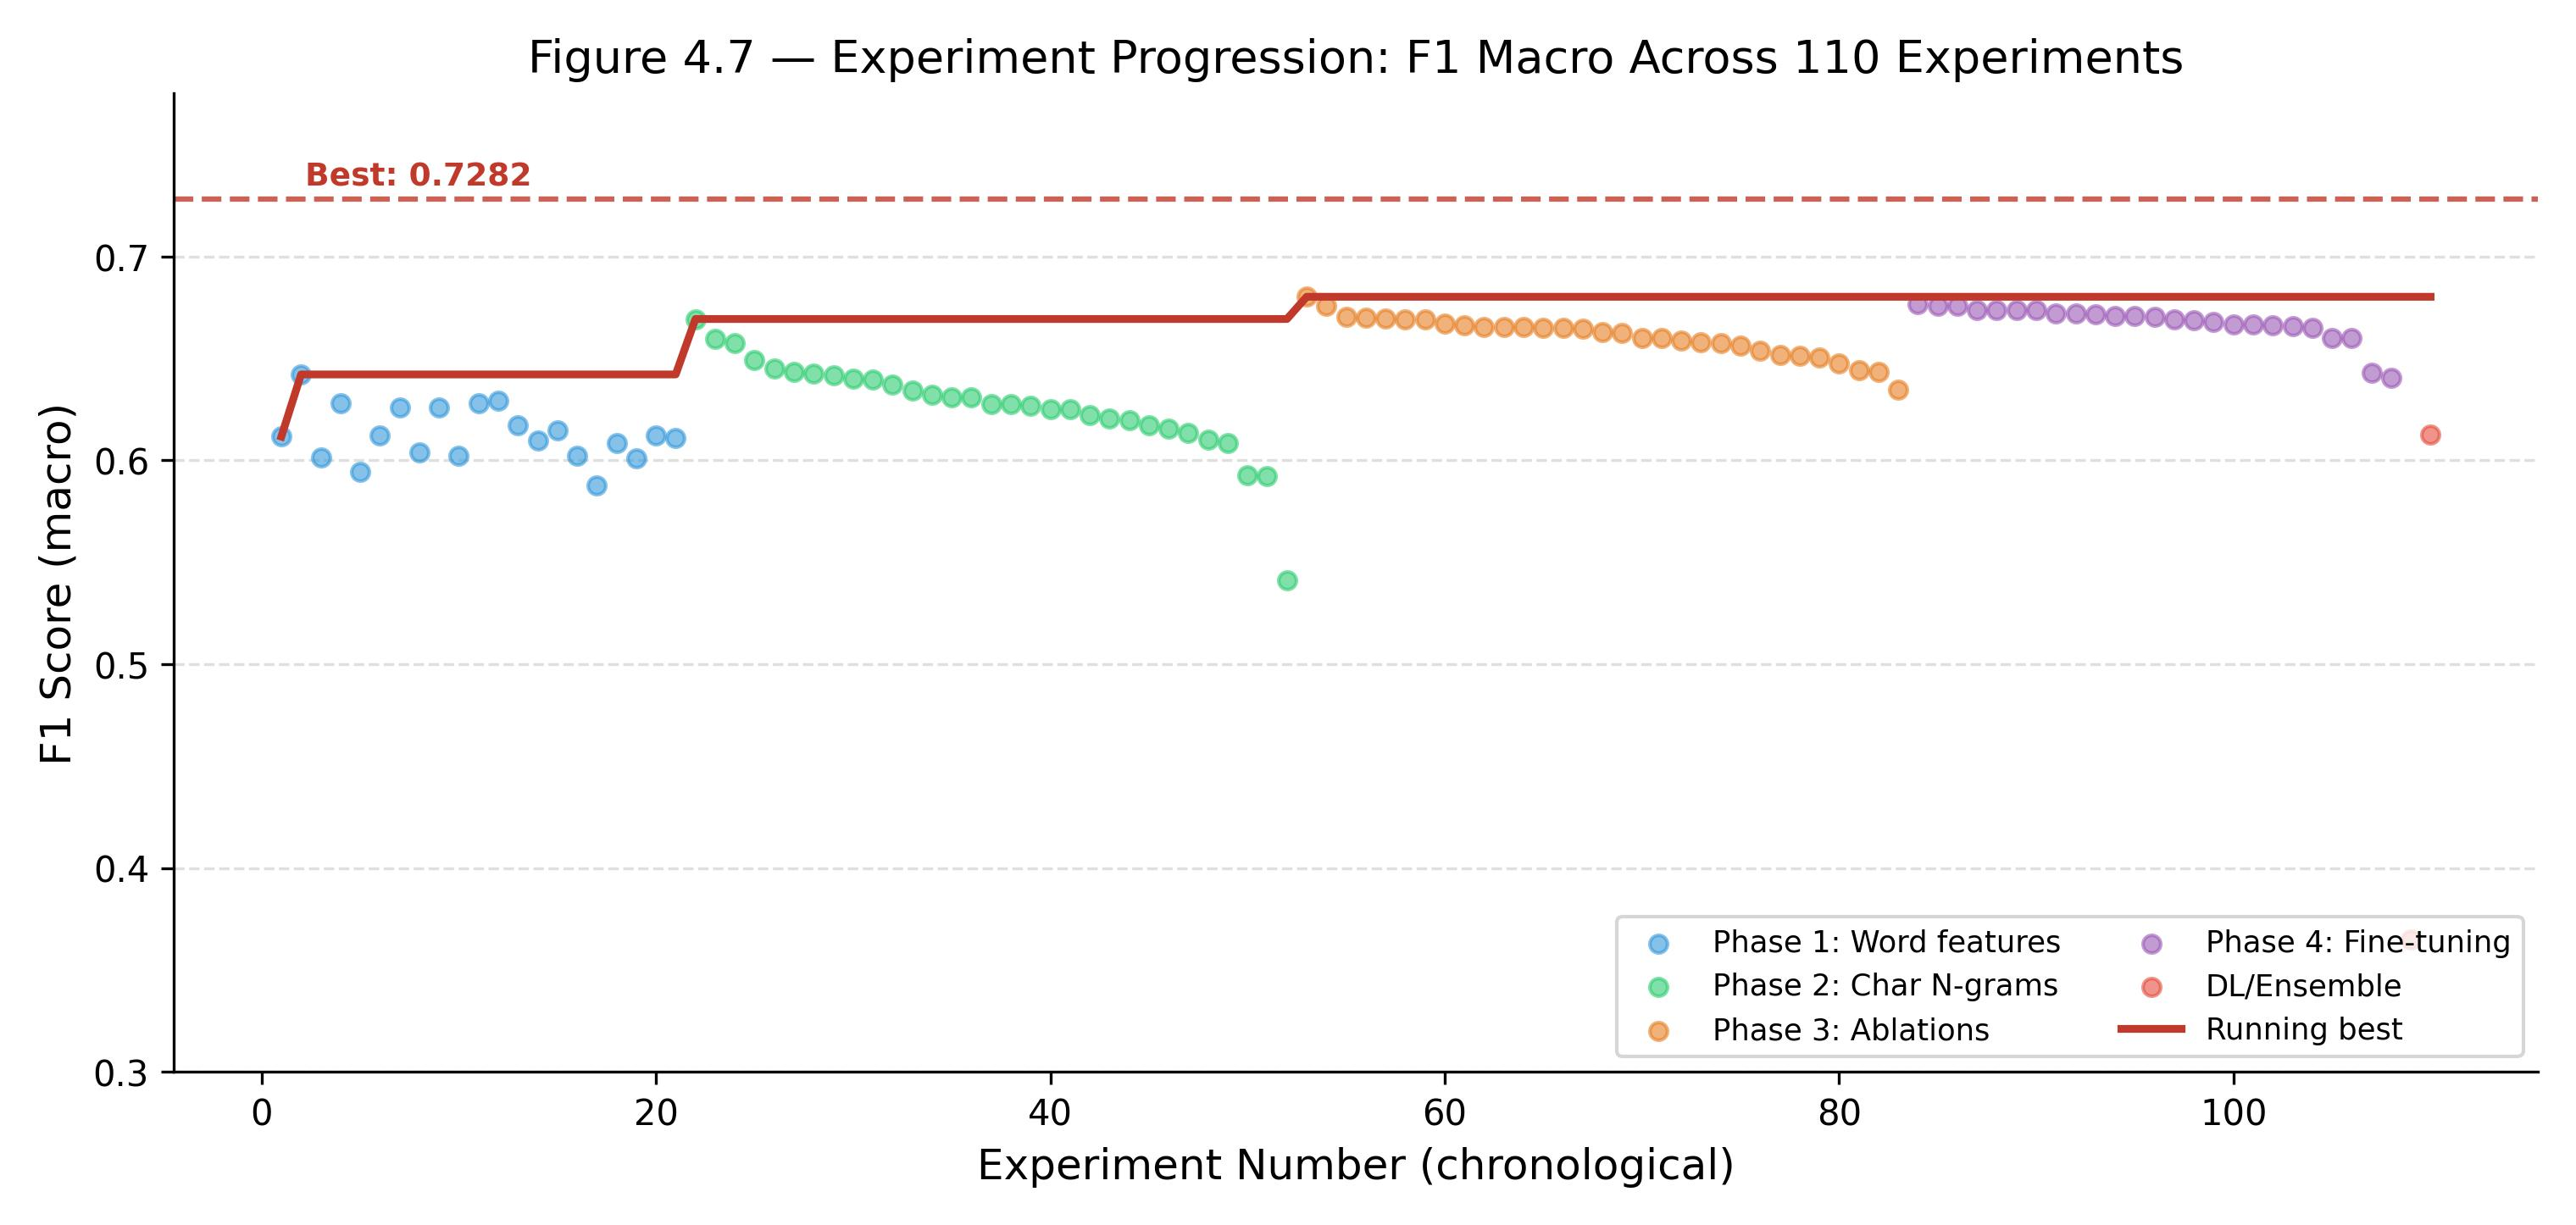 Figure 4.7 — Experiment Progression: F1 Macro Across 110 Experiments
Best: 0.7282
F1 Score (macro)
0.7
0.6
0.5
0.4
0.3
Phase 1: Word features
Phase 2: Char N-grams
Phase 3: Ablations
Phase 4: Fine-tuning
DL/Ensemble
Running best
0
20
40
60
80
100
Experiment Number (chronological)